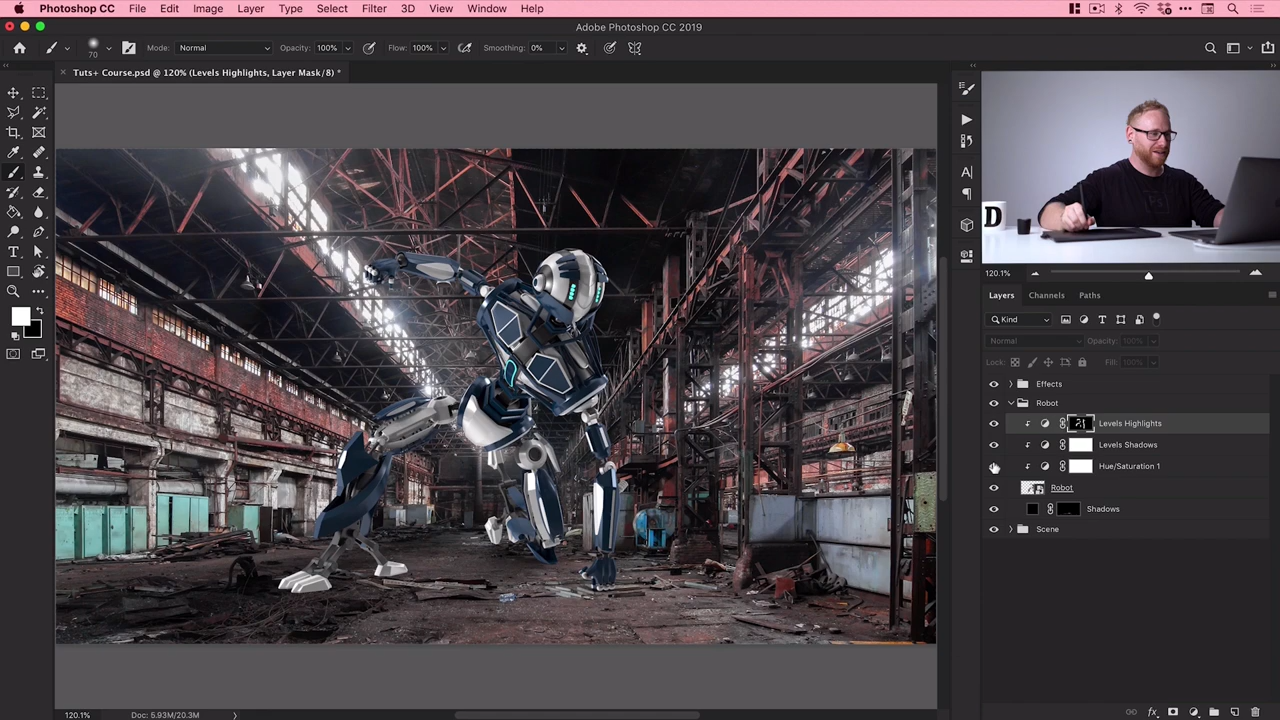 Photoshop CC File Edit Image Layer Type Select Filter 3D View Window Help
Adobe Photoshop CC 2019
70 Mode: Normal Opacity: 100% Flow: 100% Smoothing: 0%
Tuts+ Course.psd @ 120% (Levels Highlights, Layer Mask/8) *
D
120.1%
Layers Channels Paths
Kind
Normal Opacity: 100%
Lock: Fill: 100%
Effects
Robot
Levels Highlights
Levels Shadows
Hue/Saturation 1
Robot
Shadows
Scene
120.1% Doc: 5.93M/20.3M